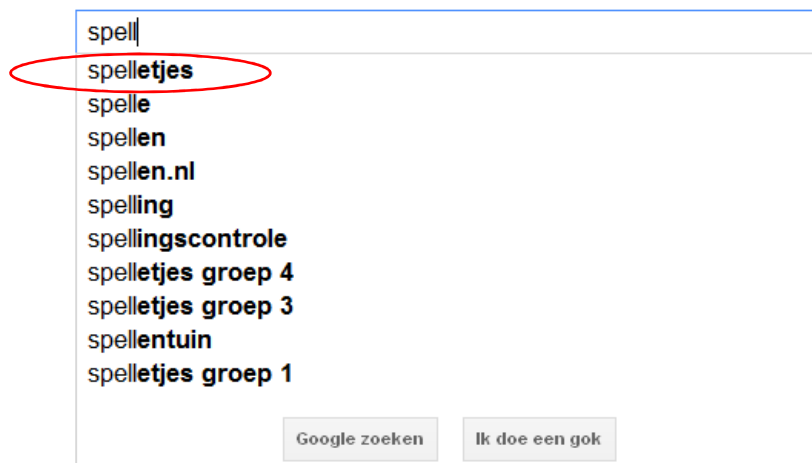 spell
spelletjes
spelle
spellen
spellen.nl
spelling
spellingscontrole
spelletjes groep 4
spelletjes groep 3
spellentuin
spelletjes groep 1
Google zoeken Ik doe een gok